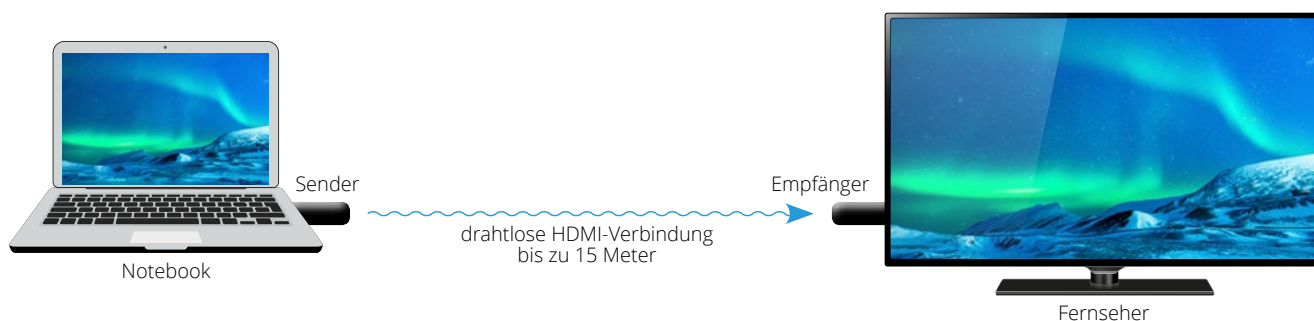 Sender
Empfänger
drahtlose HDMI-Verbindung
bis zu 15 Meter
Notebook
Fernseher